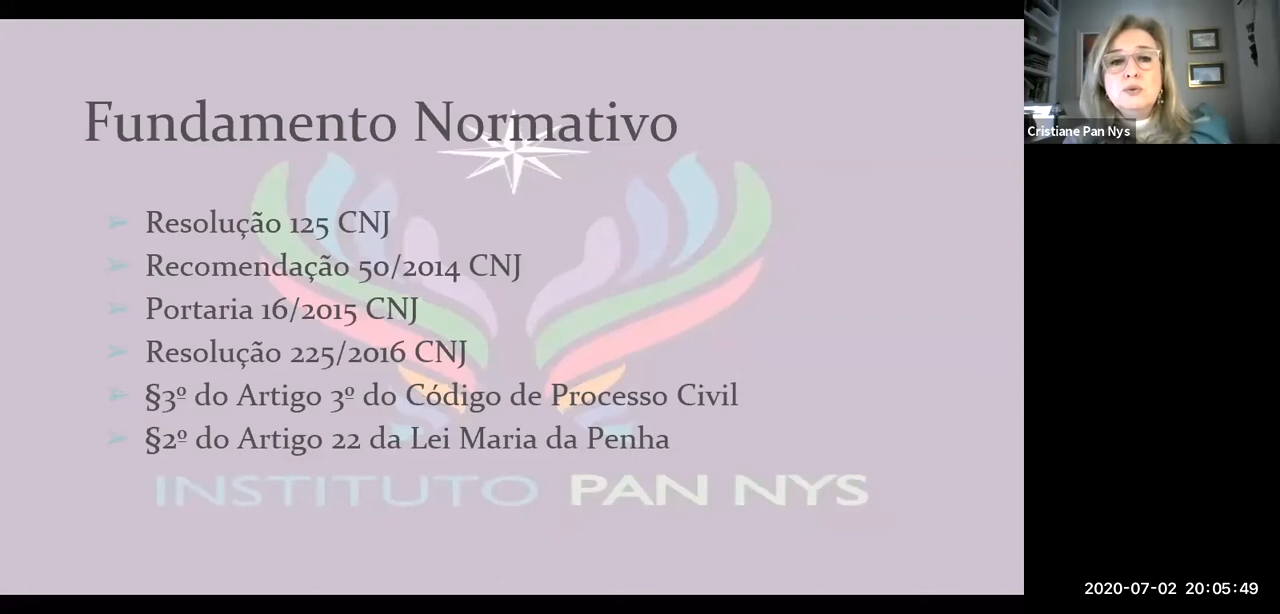 Fundamento Normativo
Resolução 125 CNJ
Recomendação 50/2014 CNJ
Portaria 16/2015 CNJ
Resolução 225/2016 CNJ
§3º do Artigo 3º do Código de Processo Civil
§2º do Artigo 22 da Lei Maria da Penha
INSTITUTO PAN NYS
Cristiane Pan Nys
2020-07-02 20:05:49